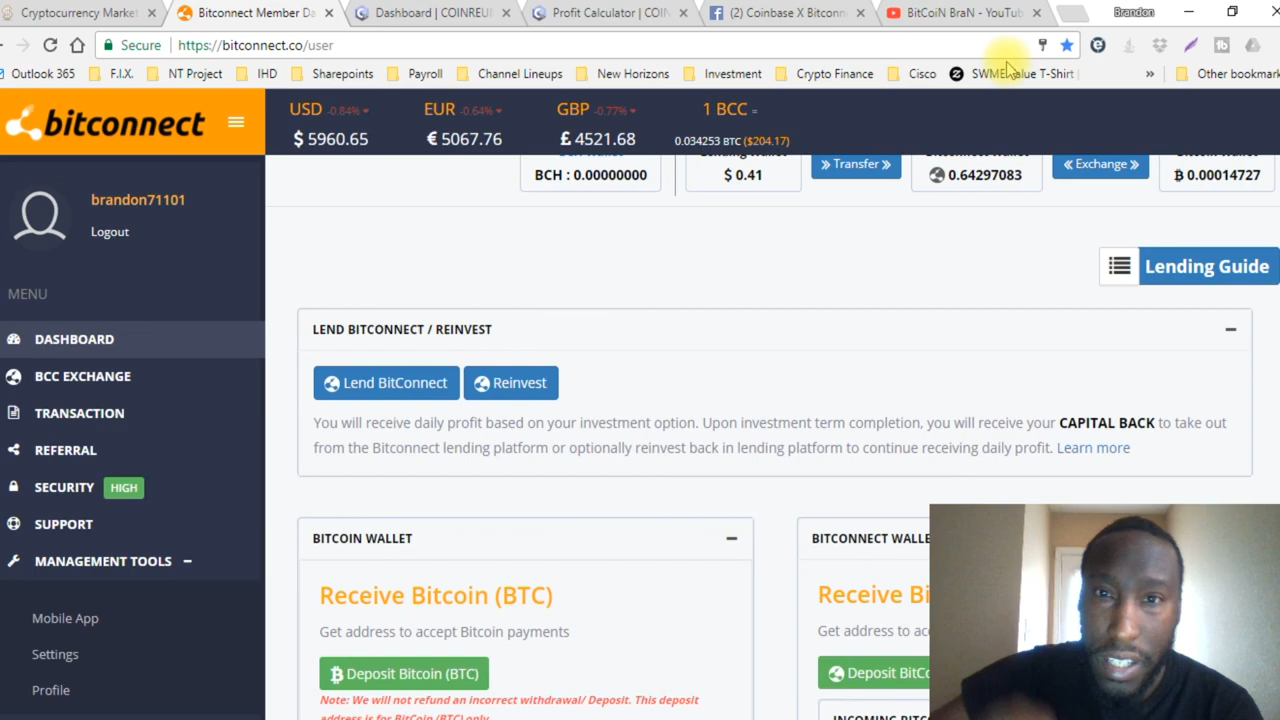 Cryptocurrency Market
Bitconnect Member Da
Dashboard | COINREUI
Profit Calculator | COIN
(2) Coinbase X Bitconn
BitCoiN BraN - YouTub
Brandon
Secure
https://bitconnect.co/user
Outlook 365
F.I.X.
NT Project
IHD
Sharepoints
Payroll
Channel Lineups
New Horizons
Investment
Crypto Finance
Cisco
SWMEvalue T-Shirt
»
Other bookmar
bitconnect
USD -0.84%
EUR -0.64%
GBP -0.77%
1 BCC =
$ 5960.65
€ 5067.76
£ 4521.68
0.034253 BTC ($204.17)
BCH : 0.00000000
$ 0.41
» Transfer »
0.64297083
« Exchange »
0.00014727
brandon71101
Logout
Lending Guide
MENU
DASHBOARD
BCC EXCHANGE
TRANSACTION
REFERRAL
SECURITY HIGH
SUPPORT
MANAGEMENT TOOLS
Mobile App
Settings
Profile
LEND BITCONNECT / REINVEST
Lend BitConnect
Reinvest
You will receive daily profit based on your investment option. Upon investment term completion, you will receive your CAPITAL BACK to take out
from the Bitconnect lending platform or optionally reinvest back in lending platform to continue receiving daily profit. Learn more
BITCOIN WALLET
Receive Bitcoin (BTC)
Get address to accept Bitcoin payments
Deposit Bitcoin (BTC)
Note: We will not refund an incorrect withdrawal/ Deposit. This deposit
address is for BitCoin (BTC) only
BITCONNECT WALLE
Receive Bi
Get address to acc
Deposit BitC
INCOMING BITCO